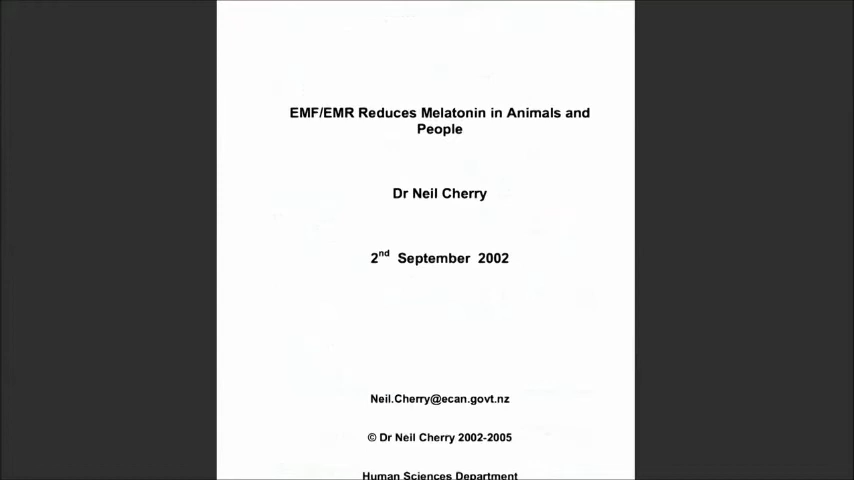 EMF/EMR Reduces Melatonin in Animals and
People
Dr Neil Cherry
2nd September 2002
Neil.Cherry@ecan.govt.nz
© Dr Neil Cherry 2002-2005
Human Sciences Department